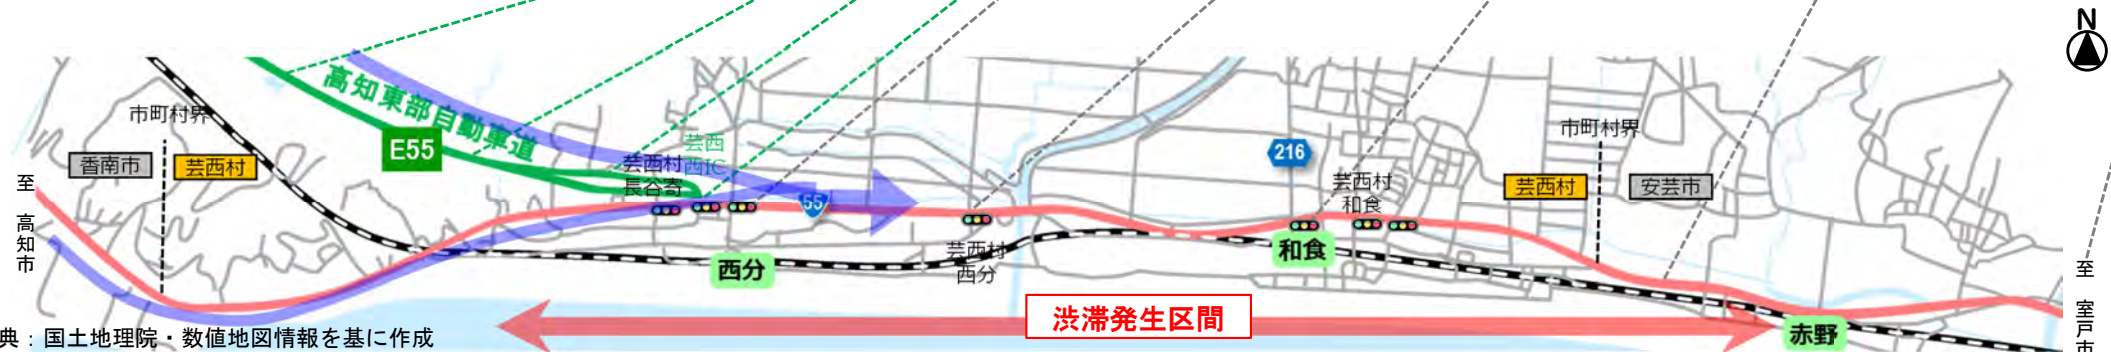 N
高知東部自動車道
市町村界
E55
芸西
西IC
香南市
芸西村
芸西村
長谷寄
55
216
芸西村
和食
市町村界
芸西村
安芸市
至
高知市
西分
芸西村
西分
和食
至
室戸市
渋滞発生区間
赤野
典：国土地理院・数値地図情報を基に作成